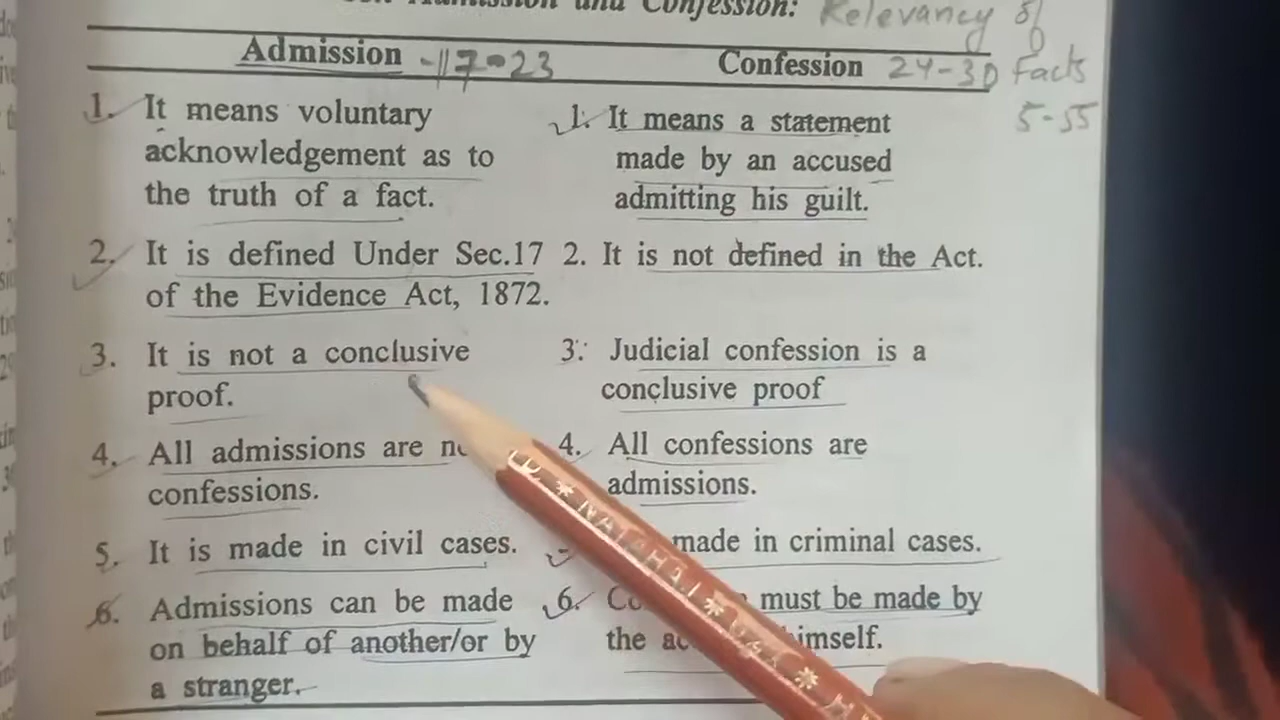 Admission and Confession: Relevancy of
Admission - 17-23 Confession 24-30 Facts
5-55
1. It means voluntary
acknowledgement as to
the truth of a fact.
1. It means a statement
made by an accused
admitting his guilt.
2. It is defined Under Sec.17
of the Evidence Act, 1872.
2. It is not defined in the Act.
3. It is not a conclusive
proof.
3. Judicial confession is a
conclusive proof
4. All admissions are
confessions.
4. All confessions are
admissions.
5. It is made in civil cases.
made in criminal cases.
6. Admissions can be made
on behalf of another/or by
a stranger.
6. must be made by
the
NATARAJ